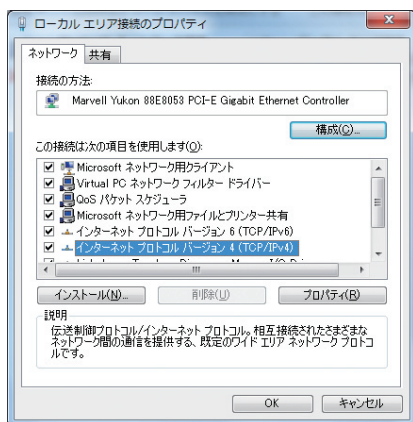 ローカル エリア接続のプロパティ
ネットワーク 共有
接続の方法:
Marvell Yukon 88E8053 PCI-E Gigabit Ethernet Controller
構成(C)...
この接続は次の項目を使用します(O):
Microsoft ネットワーク用クライアント
Virtual PC ネットワーク フィルター ドライバー
QoS パケット スケジューラ
Microsoft ネットワーク用ファイルとプリンター共有
インターネット プロトコル バージョン 6 (TCP/IPv6)
インターネット プロトコル バージョン 4 (TCP/IPv4)
インストール(N)... 削除(U) プロパティ(R)
説明
伝送制御プロトコル/インターネット プロトコル。相互接続されたさまざまな
ネットワーク間の通信を提供する、既定のワイド エリア ネットワーク プロトコ
ルです。
OK キャンセル